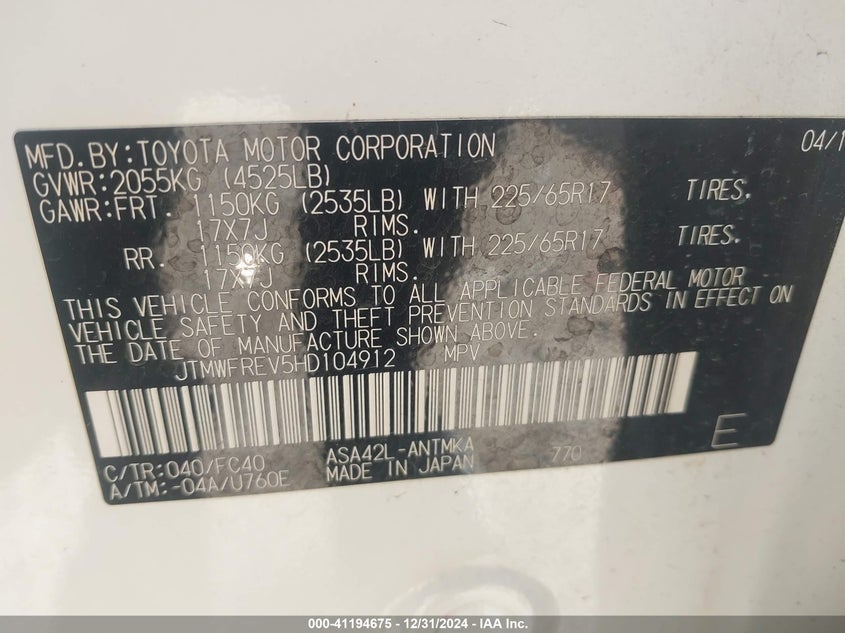 MFD.BY:TOYOTA MOTOR CORPORATION 04/1
GVWR:2055KG (4525LB)
GAWR:FRT. 1150KG (2535LB) WITH 225/65R17 TIRES.
17X7J RIMS.
RR. 1150KG (2535LB) WITH 225/65R17 TIRES.
17X7J RIMS.
THIS VEHICLE CONFORMS TO ALL APPLICABLE FEDERAL MOTOR
VEHICLE SAFETY AND THEFT PREVENTION STANDARDS IN EFFECT ON
THE DATE OF MANUFACTURE SHOWN ABOVE.
JTMWFREV5HD104912 MPV
C/TR:040/FC40 ASA42L-ANTMKA 770 E
A/TM:-04A/U760E MADE IN JAPAN
000-41194675 - 12/31/2024 - IAA Inc.